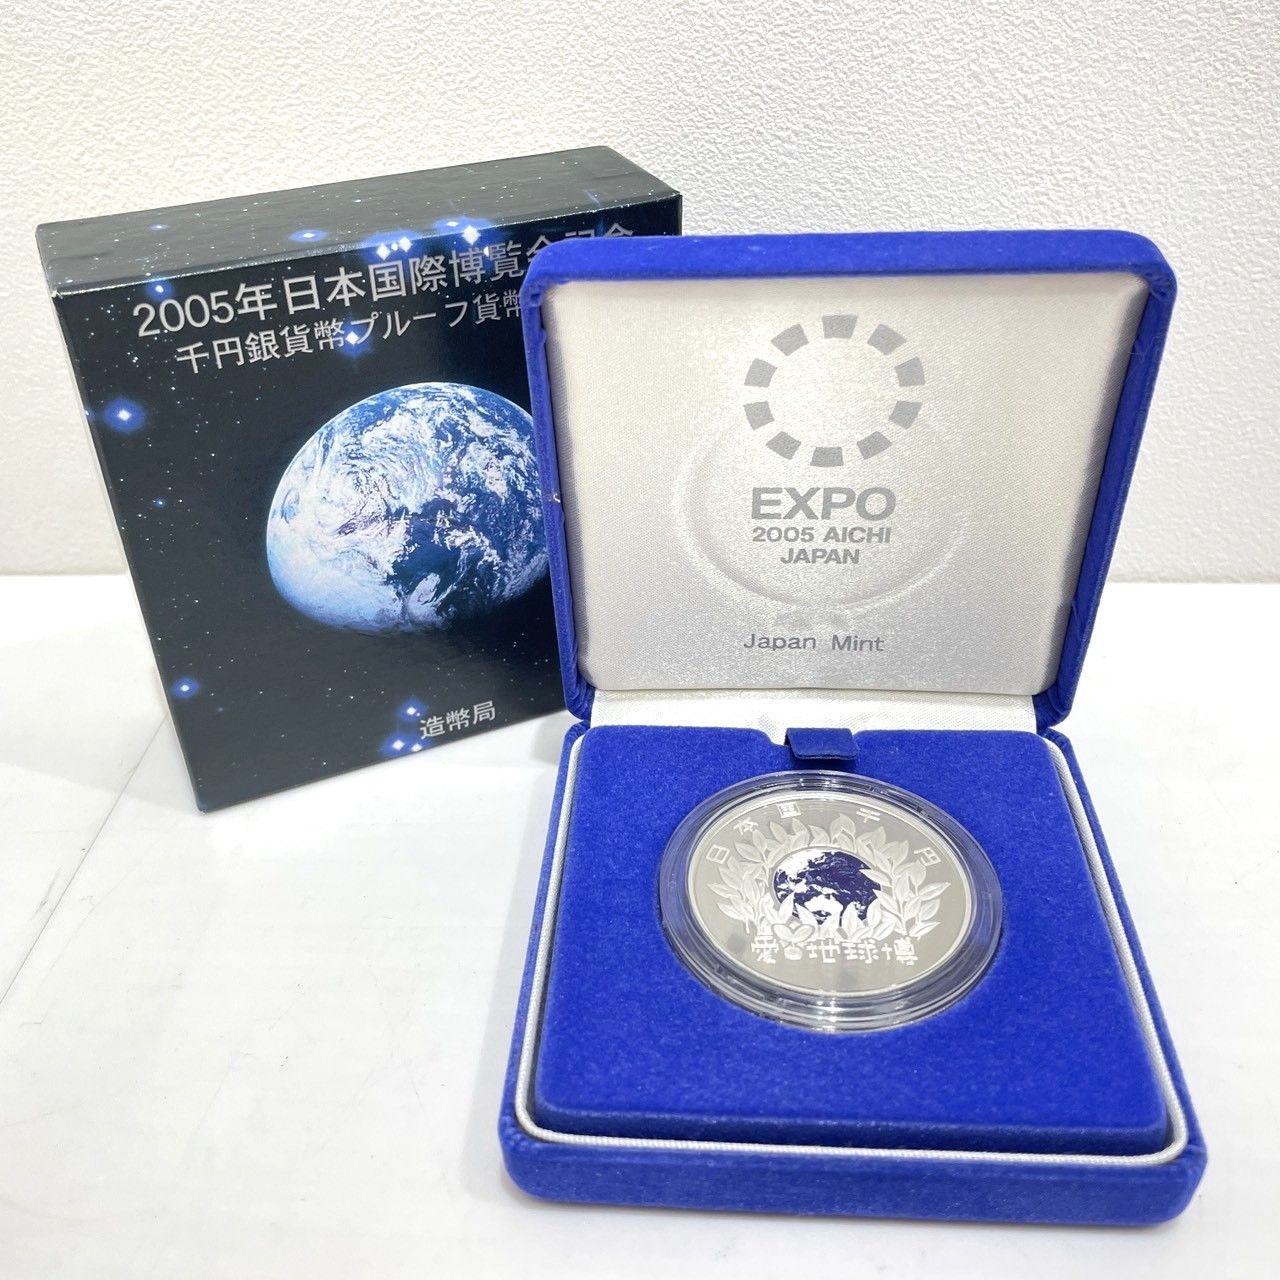 2005年日本国際博覧会記念
千円銀貨幣プルーフ貨幣
造幣局
EXPO
2005 AICHI
JAPAN
Japan Mint
日本国千円
愛・地球博